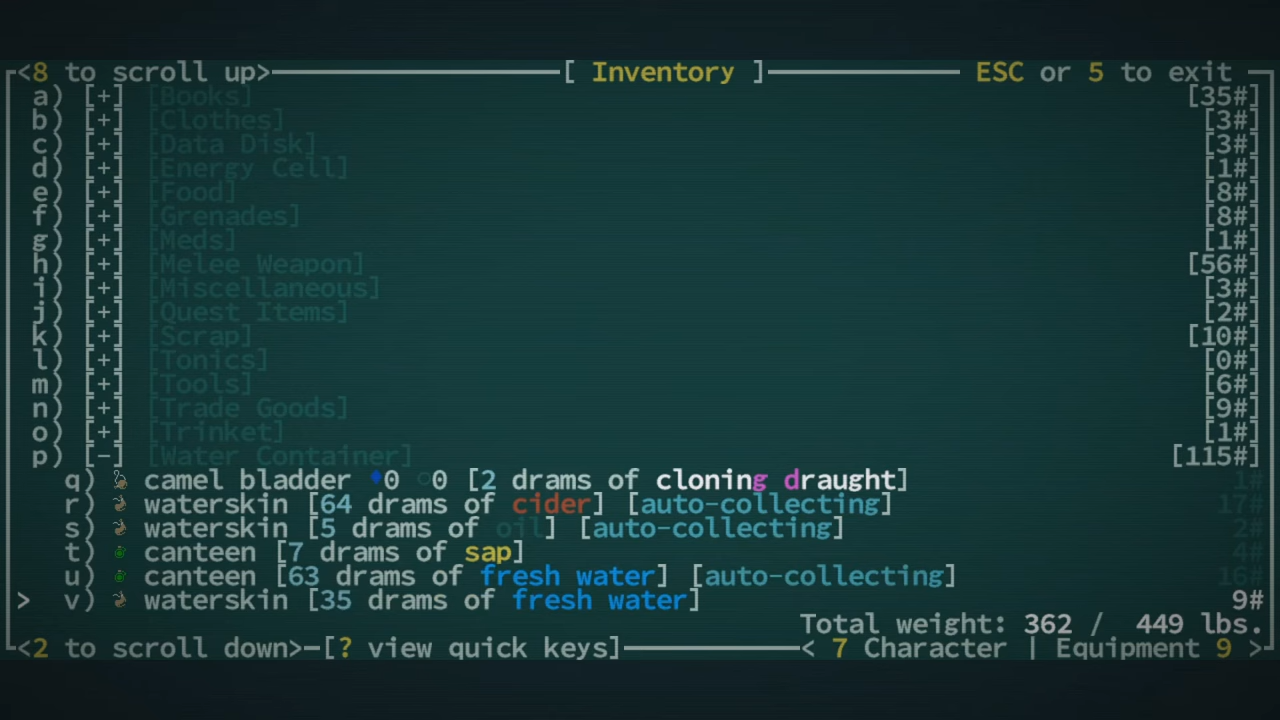 <8 to scroll up> [ Inventory ] ESC or 5 to exit
a) [+] [Books] [35#]
b) [+] [Clothes] [3#]
c) [+] [Data Disk] [3#]
d) [+] [Energy Cell] [1#]
e) [+] [Food] [8#]
f) [+] [Grenades] [8#]
g) [+] [Meds] [1#]
h) [+] [Melee Weapon] [56#]
i) [+] [Miscellaneous] [3#]
j) [+] [Quest Items] [2#]
k) [+] [Scrap] [10#]
l) [+] [Tonics] [0#]
m) [+] [Tools] [6#]
n) [+] [Trade Goods] [9#]
o) [+] [Trinket] [1#]
p) [-] [Water Container] [115#]
q) camel bladder ♦0 ○0 [2 drams of cloning draught] 1#
r) waterskin [64 drams of cider] [auto-collecting] 17#
s) waterskin [5 drams of oil] [auto-collecting] 2#
t) canteen [7 drams of sap] 4#
u) canteen [63 drams of fresh water] [auto-collecting] 16#
> v) waterskin [35 drams of fresh water] 9#
Total weight: 362 / 449 lbs.
<2 to scroll down> [? view quick keys] < 7 Character | Equipment 9 >